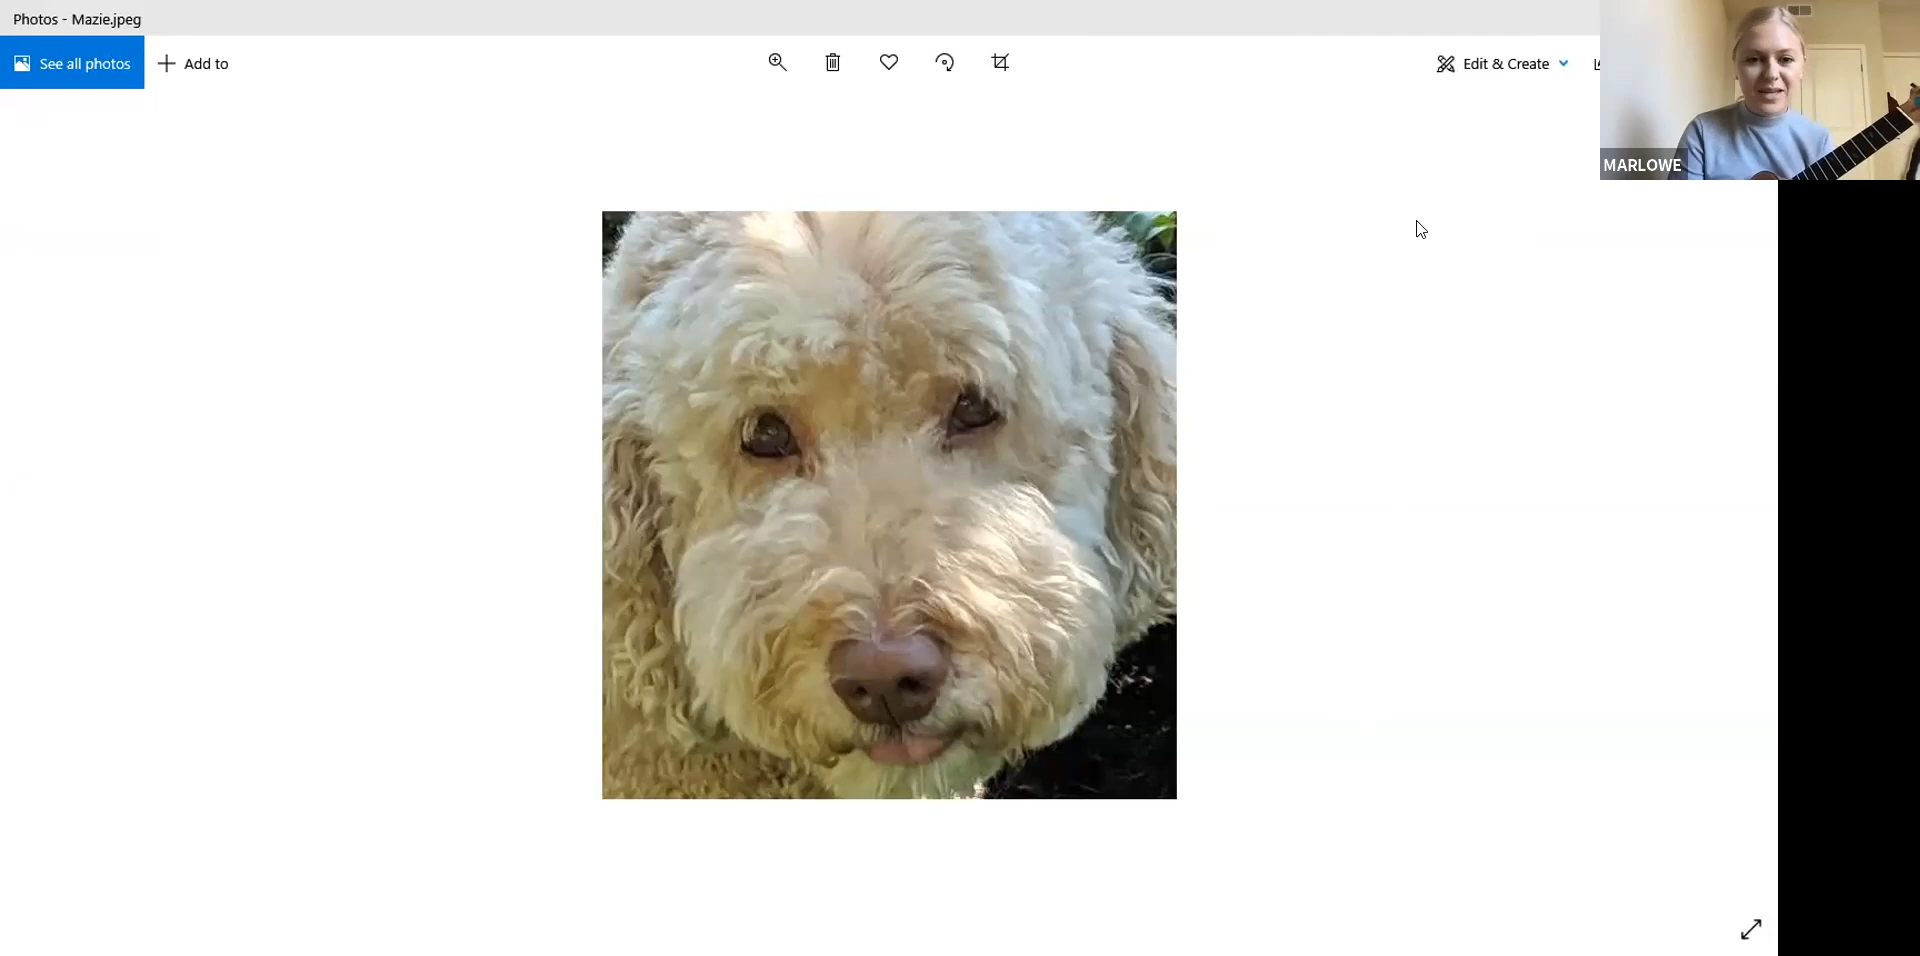 Photos - Mazie.jpeg
See all photos
Add to
Edit & Create
MARLOWE